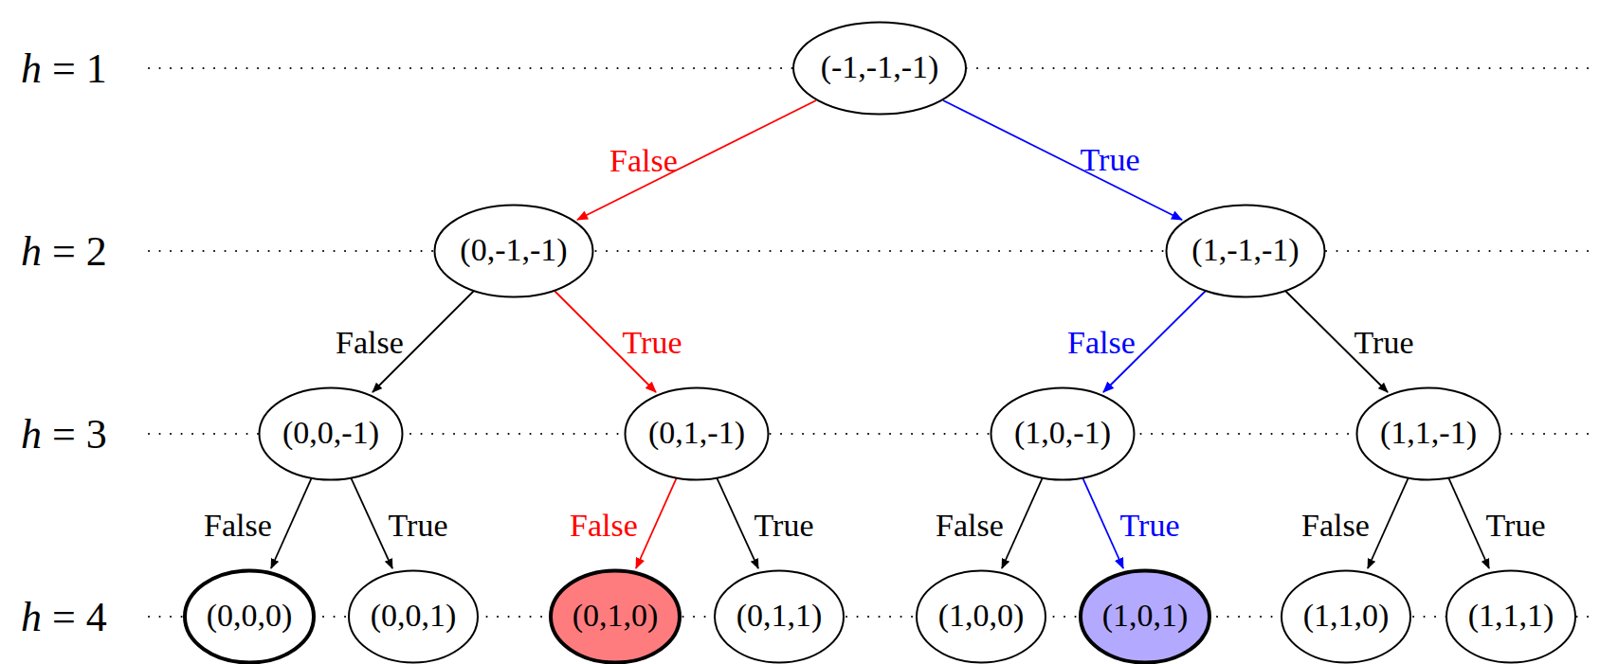 h = 1 (-1,-1,-1)
False True
h = 2 (0,-1,-1) (1,-1,-1)
False True False True
h = 3 (0,0,-1) (0,1,-1) (1,0,-1) (1,1,-1)
False True False True False True False True
h = 4 (0,0,0) (0,0,1) (0,1,0) (0,1,1) (1,0,0) (1,0,1) (1,1,0) (1,1,1)